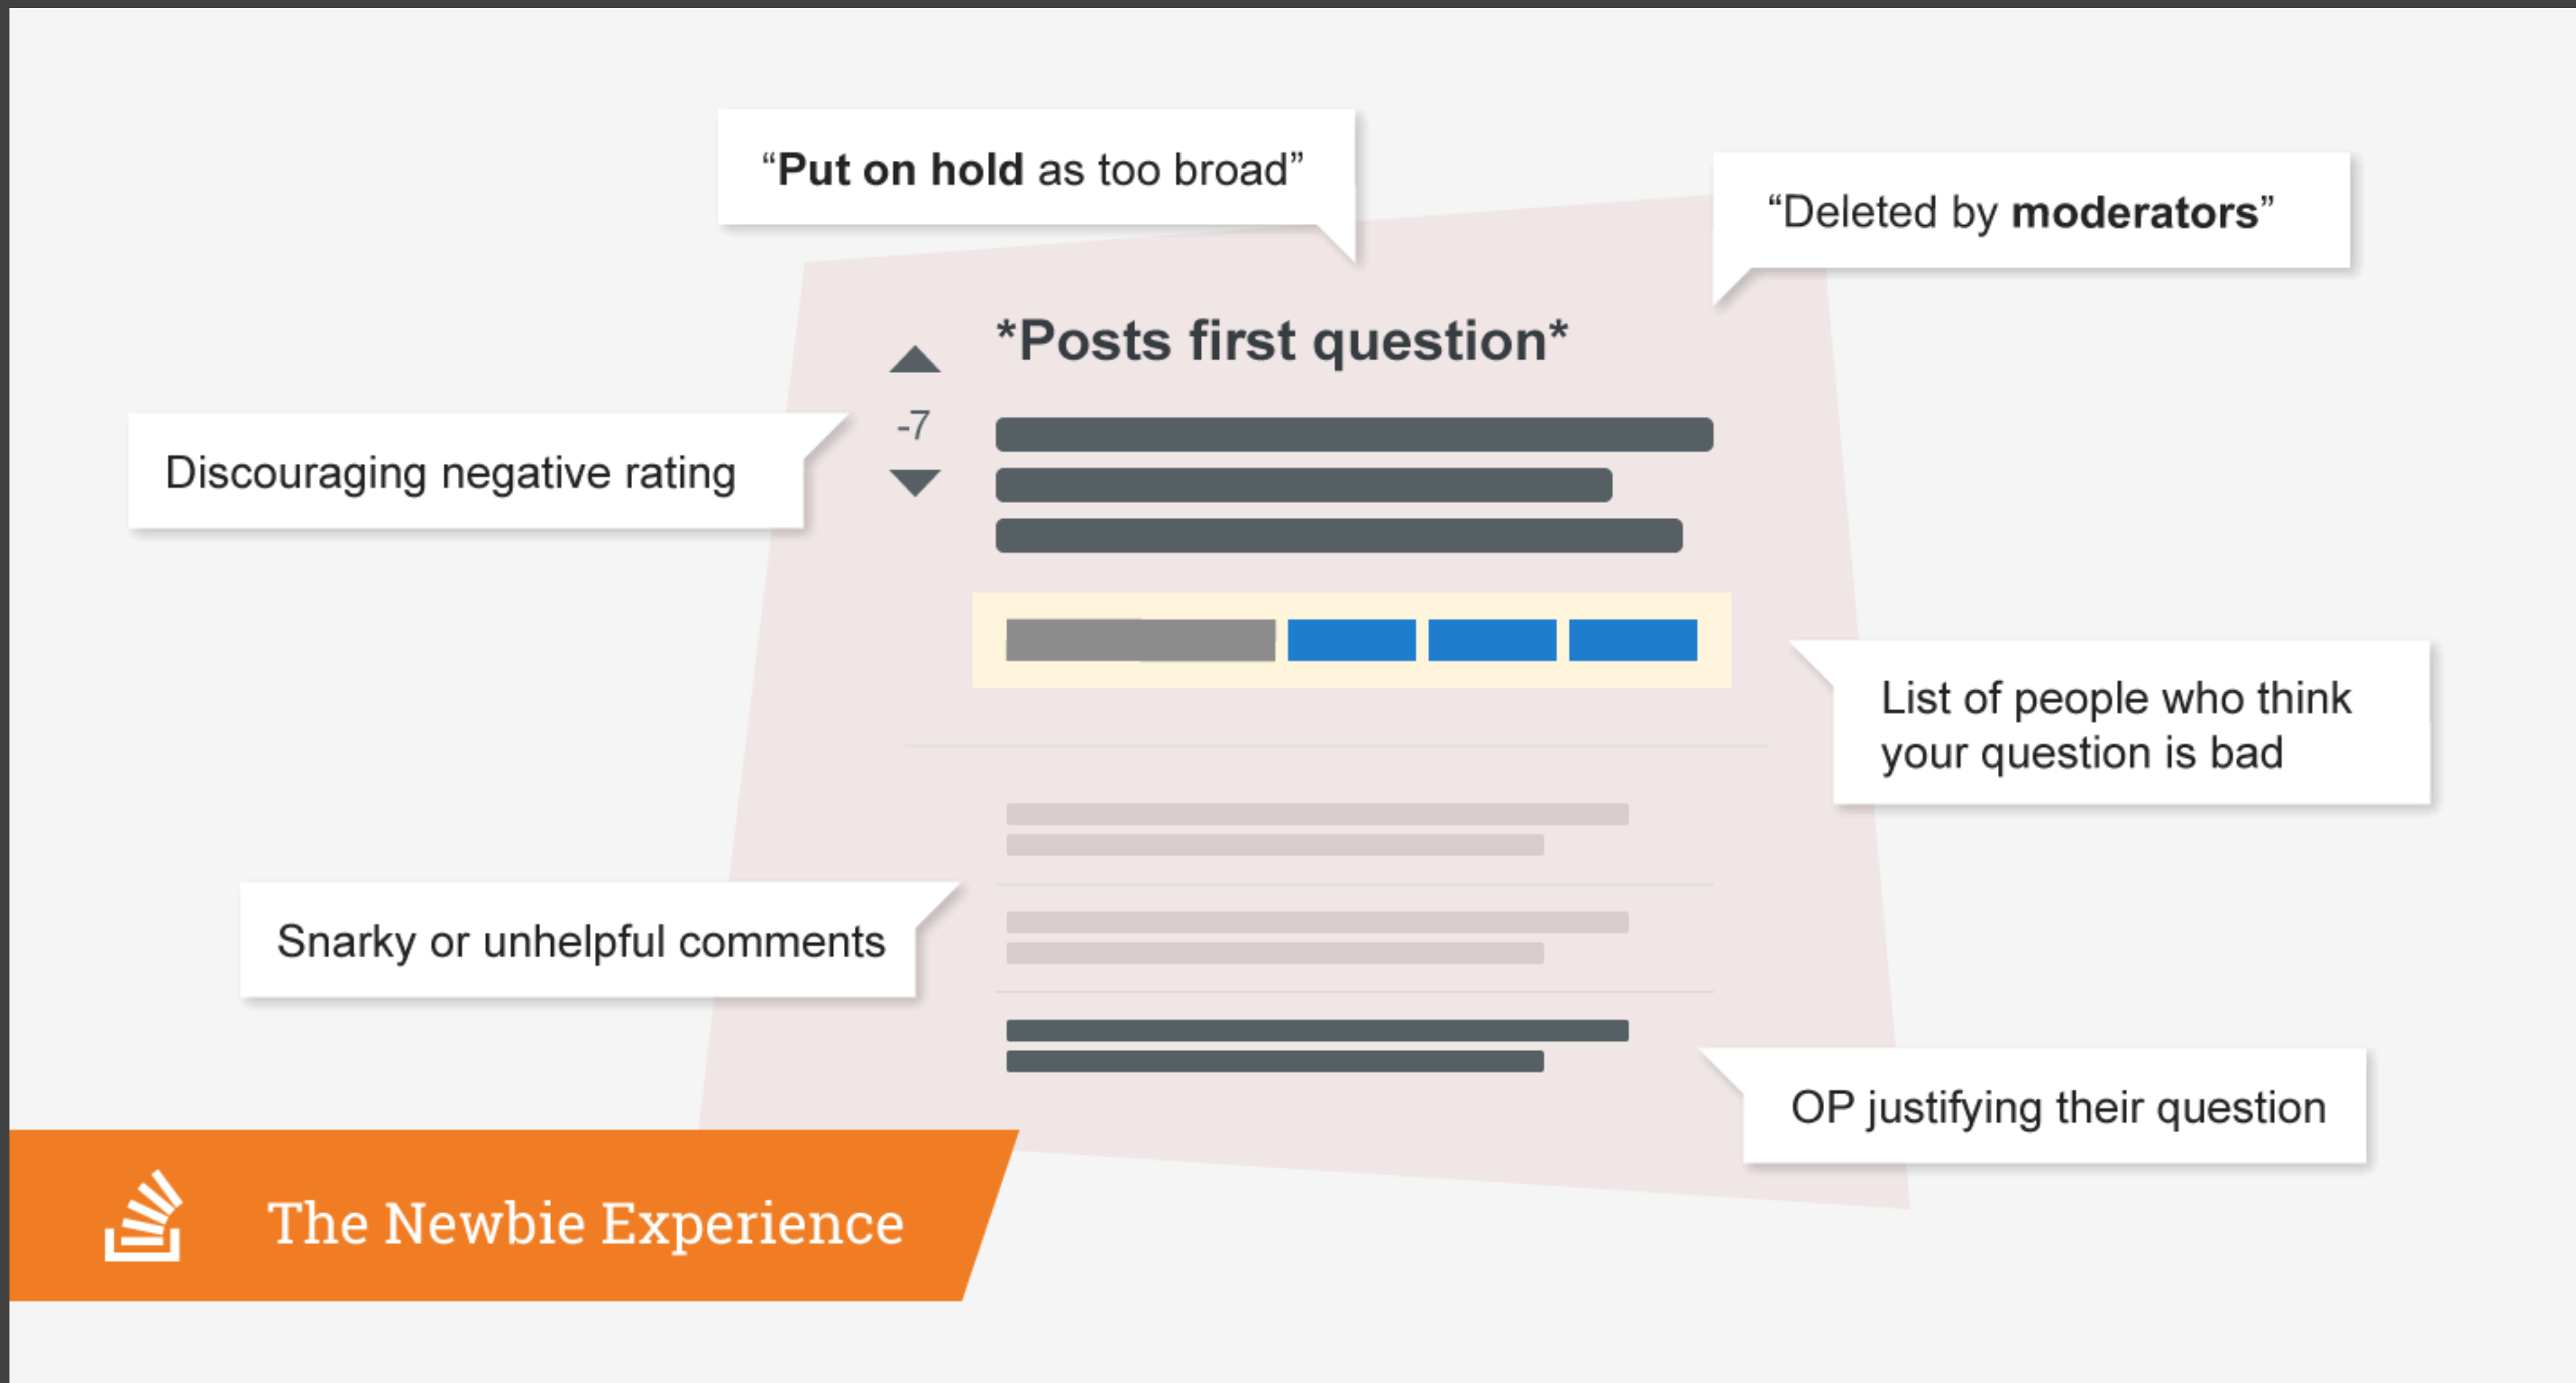 “Put on hold as too broad”
“Deleted by moderators”
*Posts first question*
-7
Discouraging negative rating
List of people who think
your question is bad
Snarky or unhelpful comments
OP justifying their question
The Newbie Experience